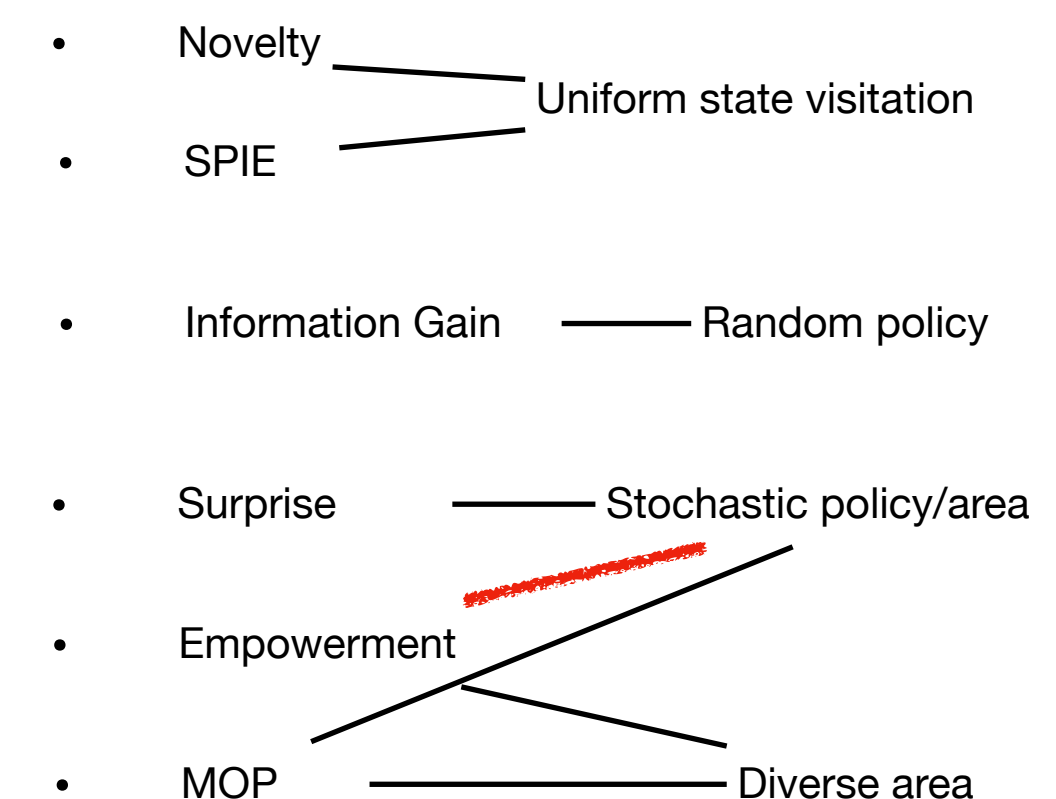 • Novelty
Uniform state visitation
• SPIE
• Information Gain Random policy
• Surprise Stochastic policy/area
• Empowerment
• MOP Diverse area